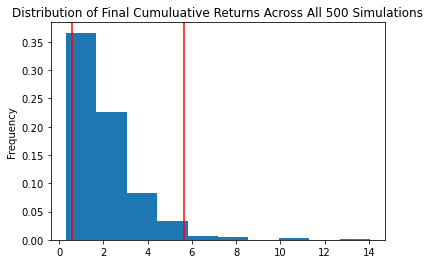 Distribution of Final Cumuluative Returns Across All 500 Simulations
Frequency
0.35
0.30
0.25
0.20
0.15
0.10
0.05
0.00
0 2 4 6 8 10 12 14